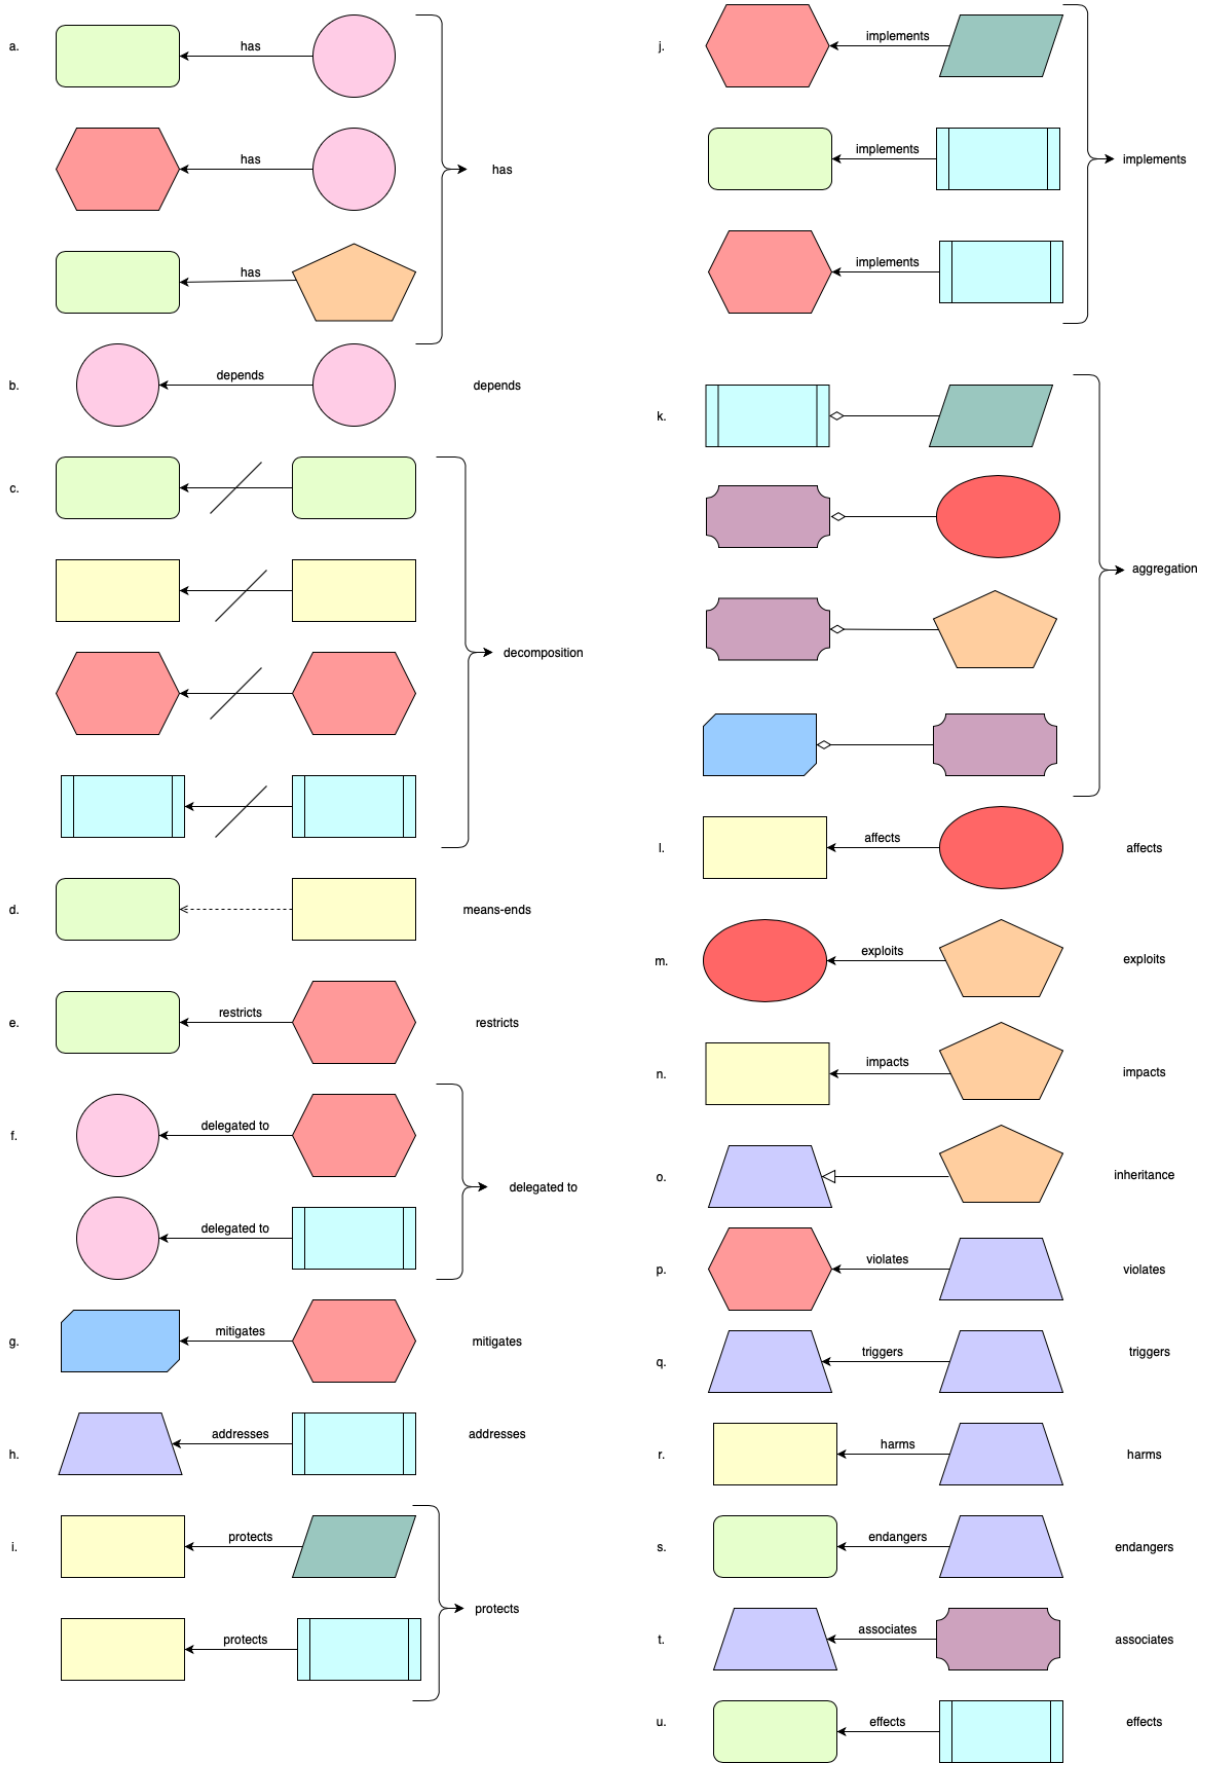 a.
has
has
has
has
b.
depends
depends
c.
decomposition
d.
means-ends
e.
restricts
restricts
f.
delegated to
delegated to
delegated to
g.
mitigates
mitigates
h.
addresses
addresses
i.
protects
protects
protects
j.
implements
implements
implements
implements
k.
aggregation
l.
affects
affects
m.
exploits
exploits
n.
impacts
impacts
o.
inheritance
p.
violates
violates
q.
triggers
triggers
r.
harms
harms
s.
endangers
endangers
t.
associates
associates
u.
effects
effects